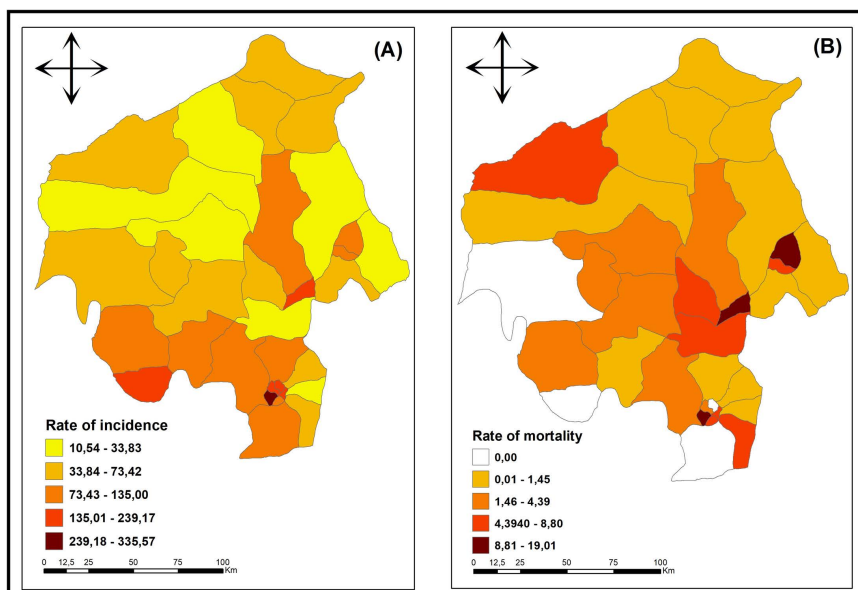 (A)
Rate of incidence
10,54 - 33,83
33,84 - 73,42
73,43 - 135,00
135,01 - 239,17
239,18 - 335,57
0 12,5 25 50 75 100
Km
(B)
Rate of mortality
0,00
0,01 - 1,45
1,46 - 4,39
4,3940 - 8,80
8,81 - 19,01
0 12,5 25 50 75 100
Km